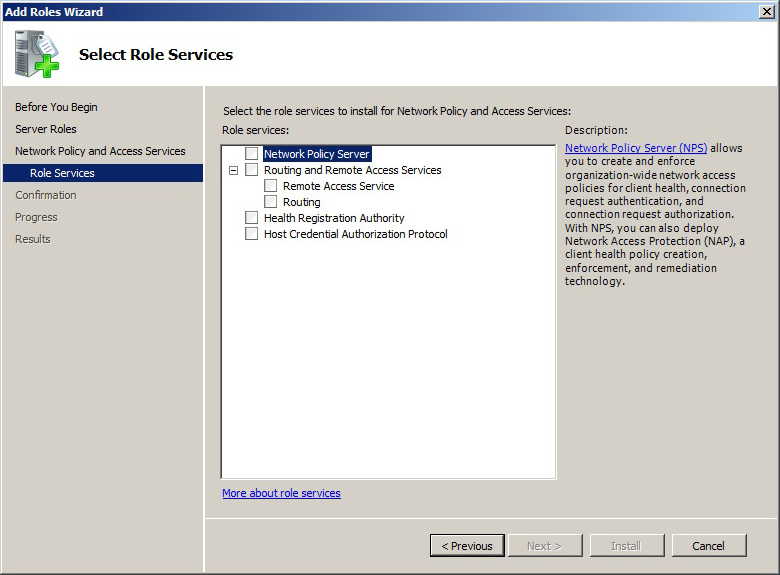 Add Roles Wizard
Select Role Services
Before You Begin
Server Roles
Network Policy and Access Services
Role Services
Confirmation
Progress
Results
Select the role services to install for Network Policy and Access Services:
Role services:
Network Policy Server
Routing and Remote Access Services
Remote Access Service
Routing
Health Registration Authority
Host Credential Authorization Protocol
More about role services
Description:
Network Policy Server (NPS) allows
you to create and enforce
organization-wide network access
policies for client health, connection
request authentication, and
connection request authorization.
With NPS, you can also deploy
Network Access Protection (NAP), a
client health policy creation,
enforcement, and remediation
technology.
< Previous
Next >
Install
Cancel